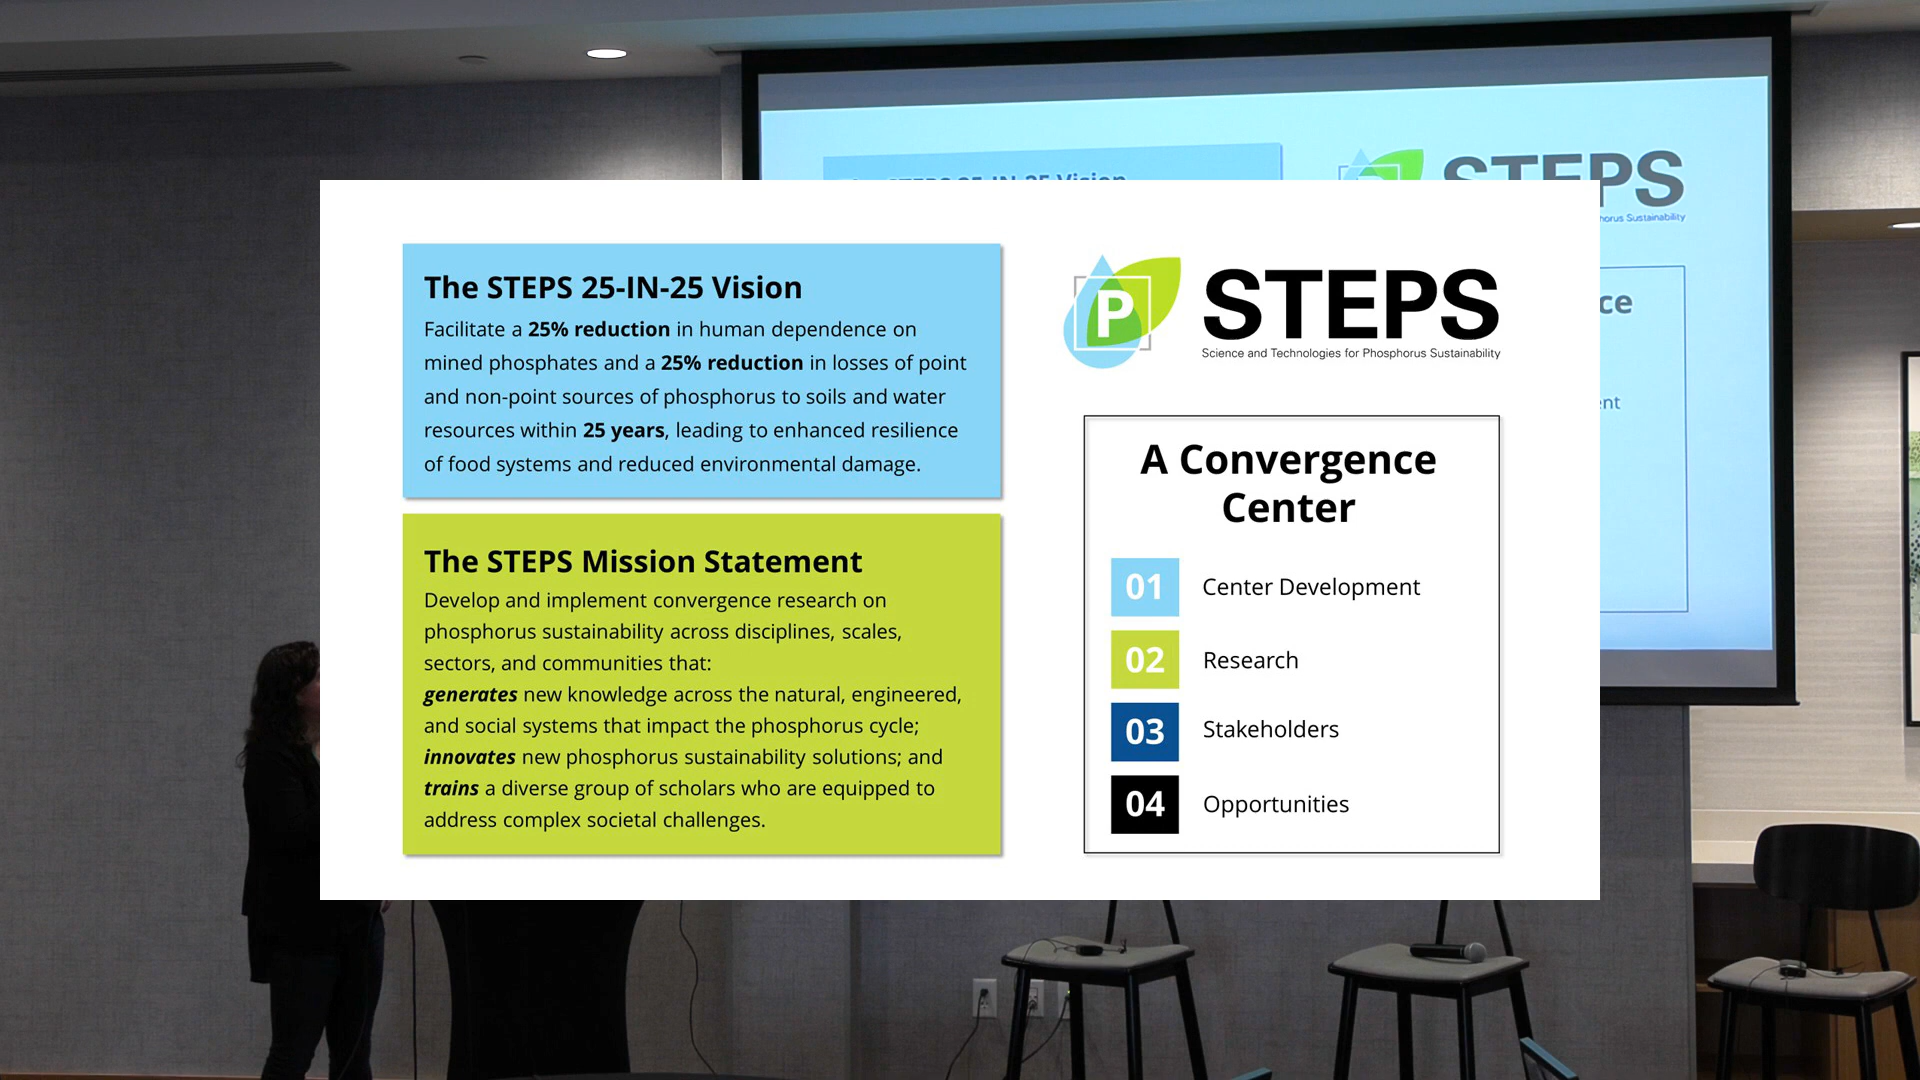 The STEPS 25-IN-25 Vision
Facilitate a 25% reduction in human dependence on
mined phosphates and a 25% reduction in losses of point
and non-point sources of phosphorus to soils and water
resources within 25 years, leading to enhanced resilience
of food systems and reduced environmental damage.
The STEPS Mission Statement
Develop and implement convergence research on
phosphorus sustainability across disciplines, scales,
sectors, and communities that:
generates new knowledge across the natural, engineered,
and social systems that impact the phosphorus cycle;
innovates new phosphorus sustainability solutions; and
trains a diverse group of scholars who are equipped to
address complex societal challenges.
P
STEPS
Science and Technologies for Phosphorus Sustainability
A Convergence
Center
01 Center Development
02 Research
03 Stakeholders
04 Opportunities
STEPS 25-IN-25 Vision
STEPS
Sustainability